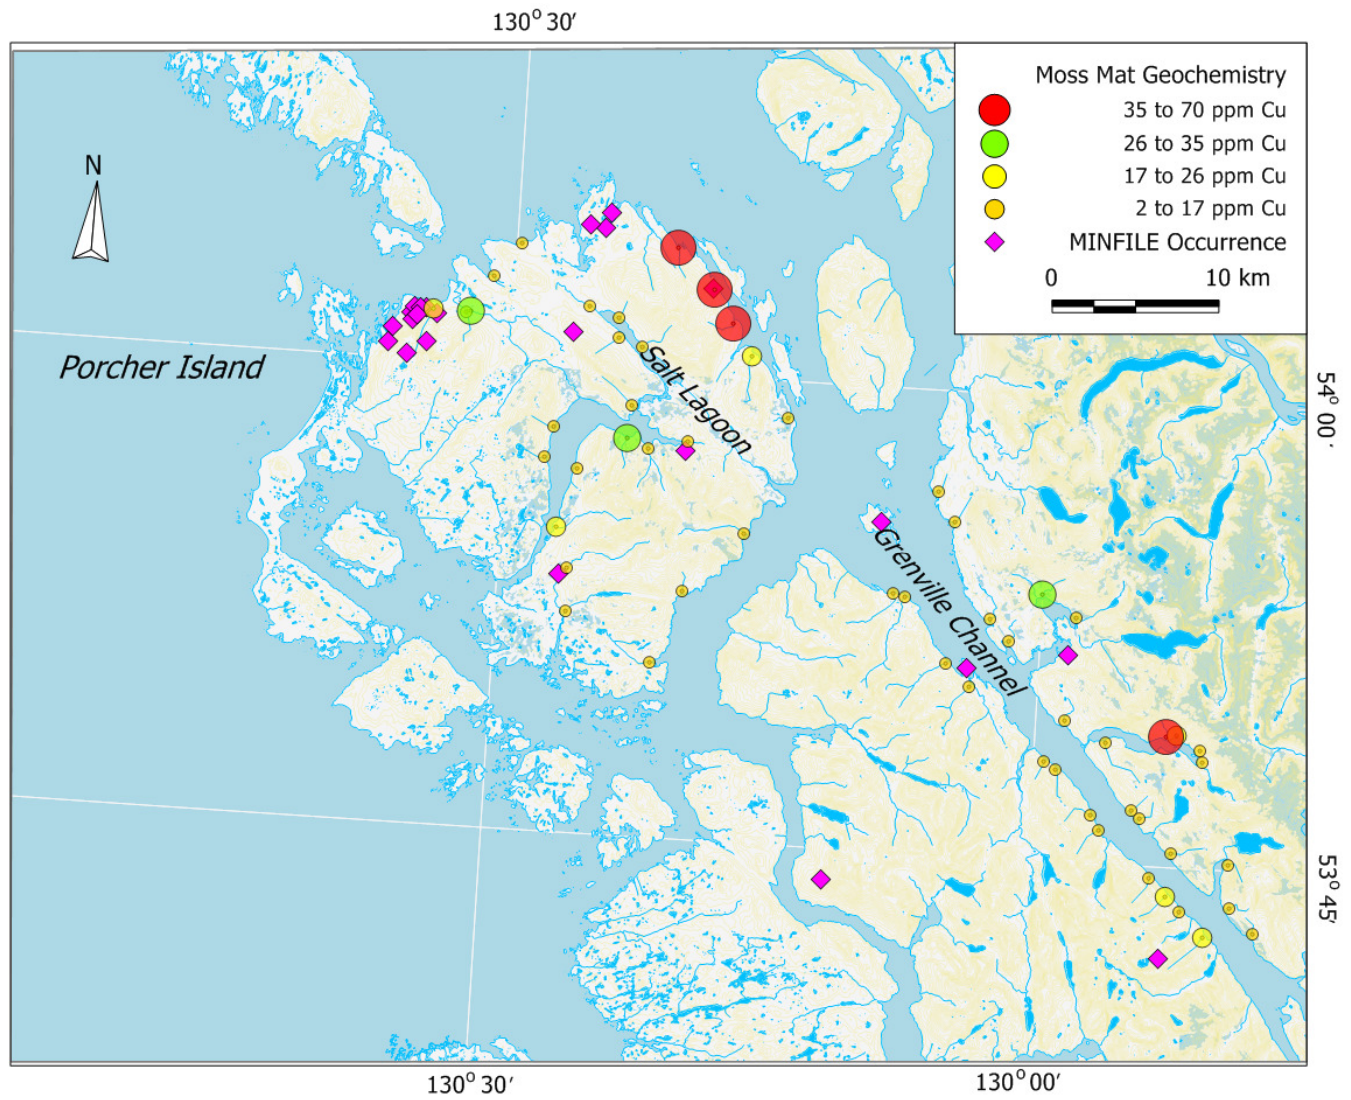 130° 30′
Moss Mat Geochemistry
35 to 70 ppm Cu
26 to 35 ppm Cu
17 to 26 ppm Cu
2 to 17 ppm Cu
MINFILE Occurrence
0 10 km
N
Porcher Island
Salt Lagoon
54° 00′
Grenville Channel
53° 45′
130° 30′
130° 00′